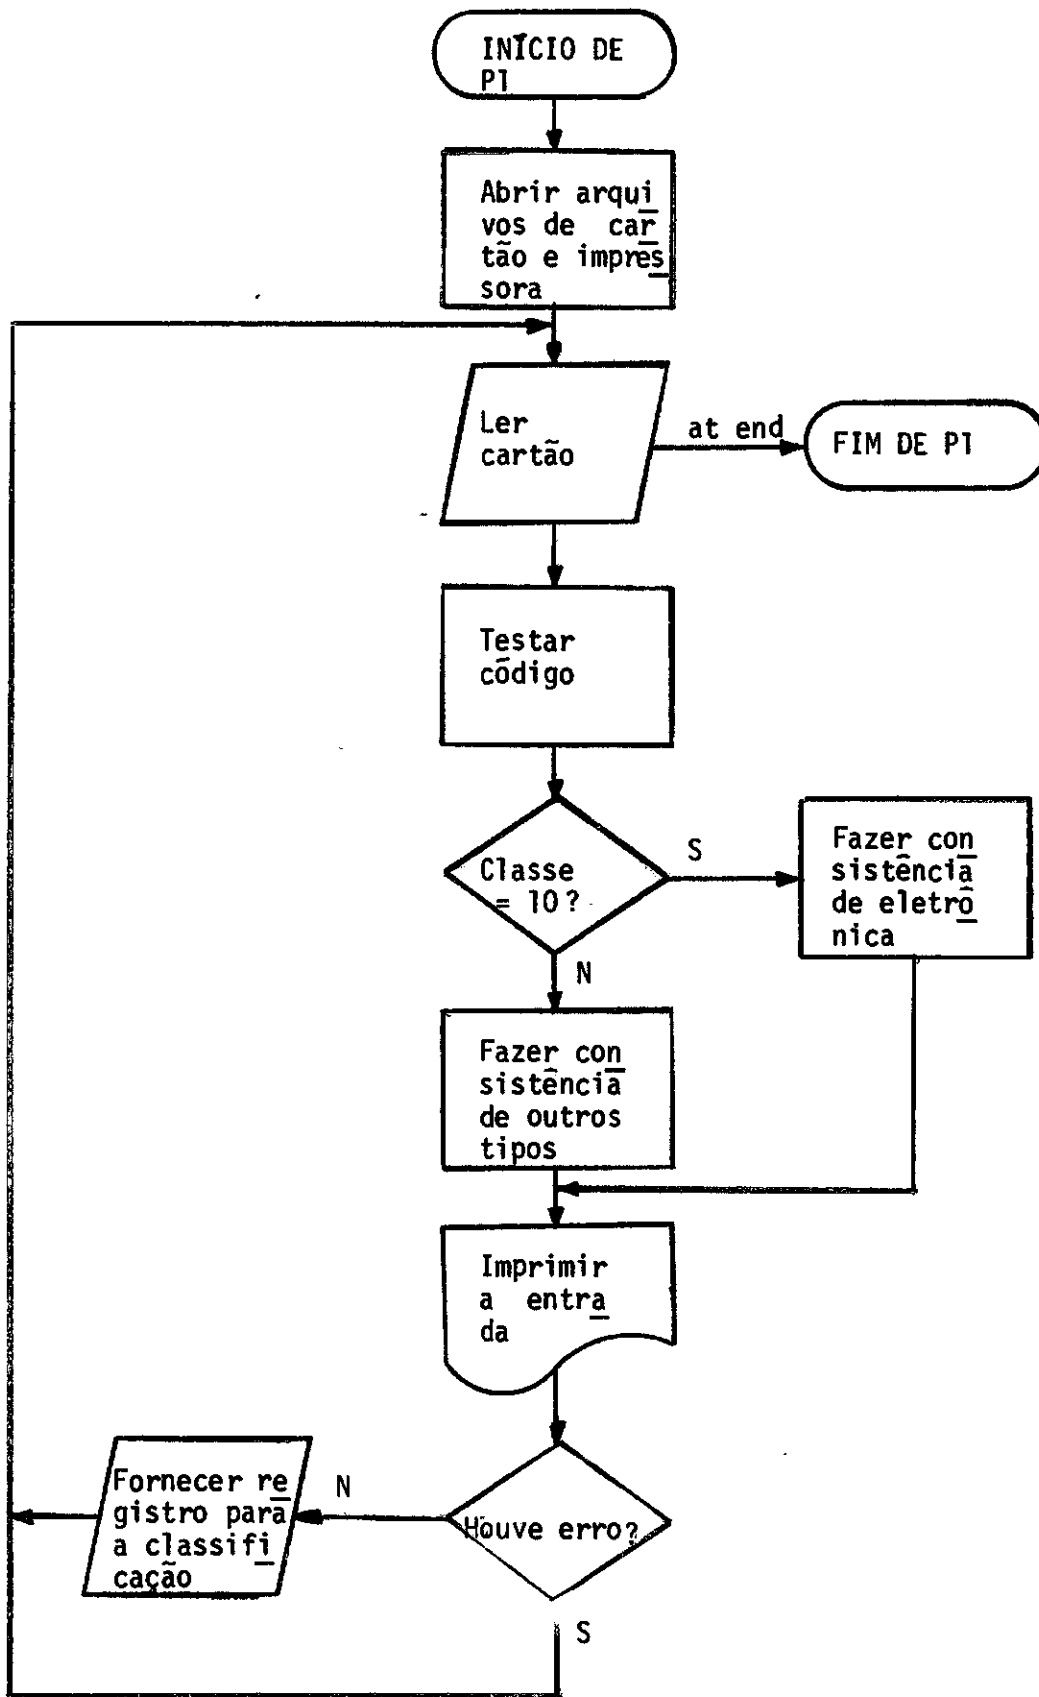 INÍCIO DE
P1
Abrir arqui
vos de car
tão e impres
sora
Ler
cartão
at end
FIM DE P1
Testar
código
Classe
= 10?
S
Fazer con
sistência
de eletrô
nica
N
Fazer con
sistência
de outros
tipos
Imprimir
a entra
da
Houve erro?
N
Fornecer re
gistro para
a classifi
cação
S